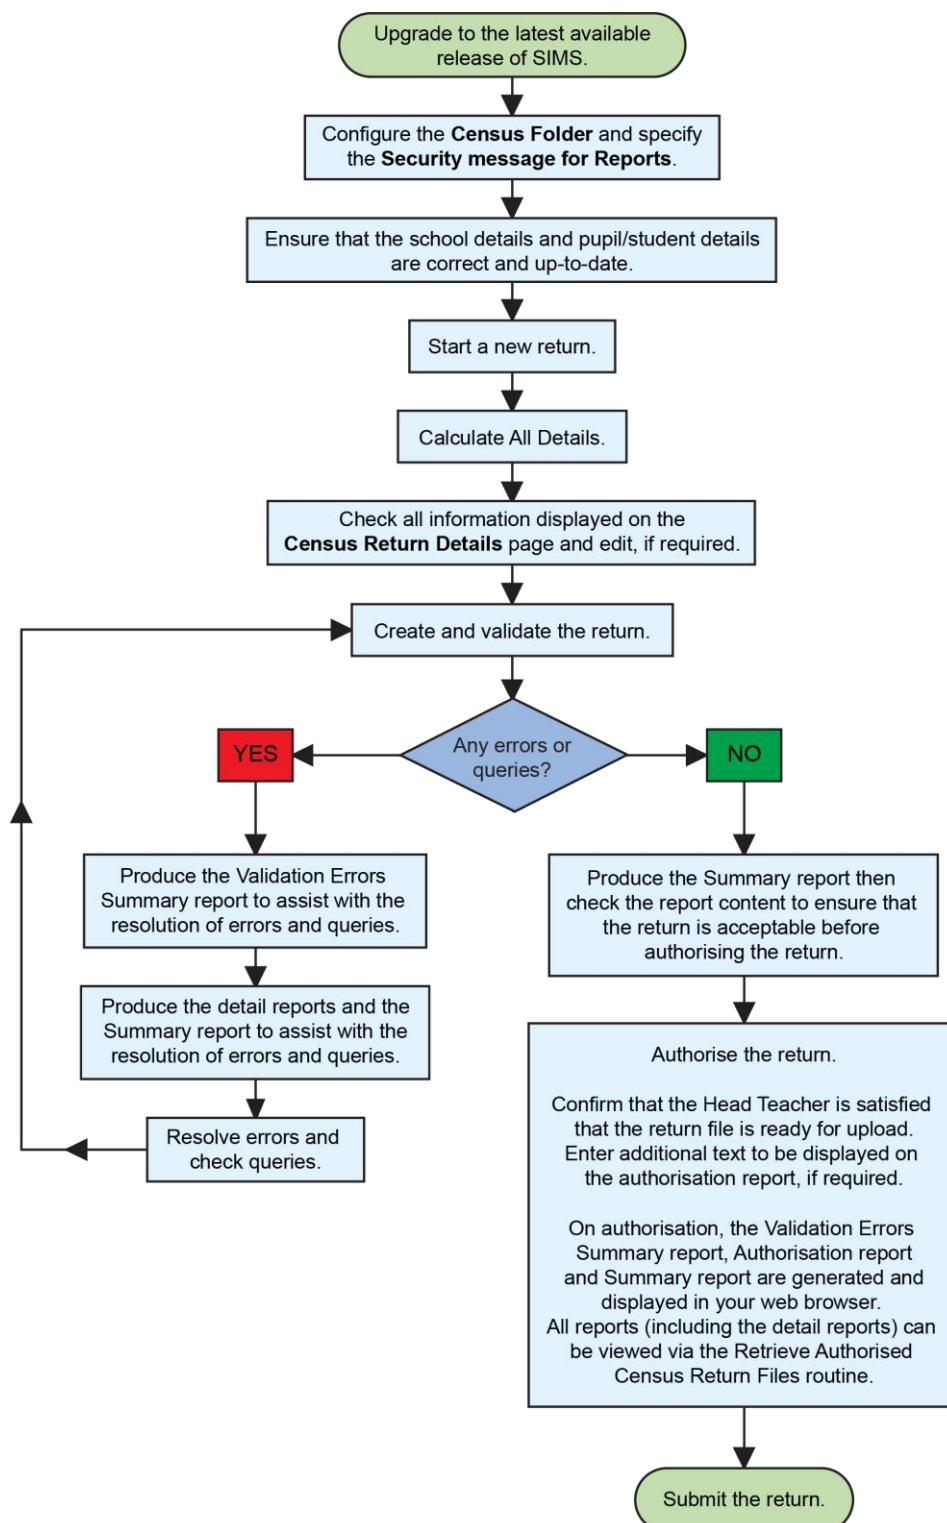 Upgrade to the latest available
release of SIMS.
Configure the Census Folder and specify
the Security message for Reports.
Ensure that the school details and pupil/student details
are correct and up-to-date.
Start a new return.
Calculate All Details.
Check all information displayed on the
Census Return Details page and edit, if required.
Create and validate the return.
Any errors or
queries?
YES
NO
Produce the Validation Errors
Summary report to assist with the
resolution of errors and queries.
Produce the detail reports and the
Summary report to assist with the
resolution of errors and queries.
Resolve errors and
check queries.
Produce the Summary report then
check the report content to ensure that
the return is acceptable before
authorising the return.
Authorise the return.
Confirm that the Head Teacher is satisfied
that the return file is ready for upload.
Enter additional text to be displayed on
the authorisation report, if required.
On authorisation, the Validation Errors
Summary report, Authorisation report
and Summary report are generated and
displayed in your web browser.
All reports (including the detail reports) can
be viewed via the Retrieve Authorised
Census Return Files routine.
Submit the return.